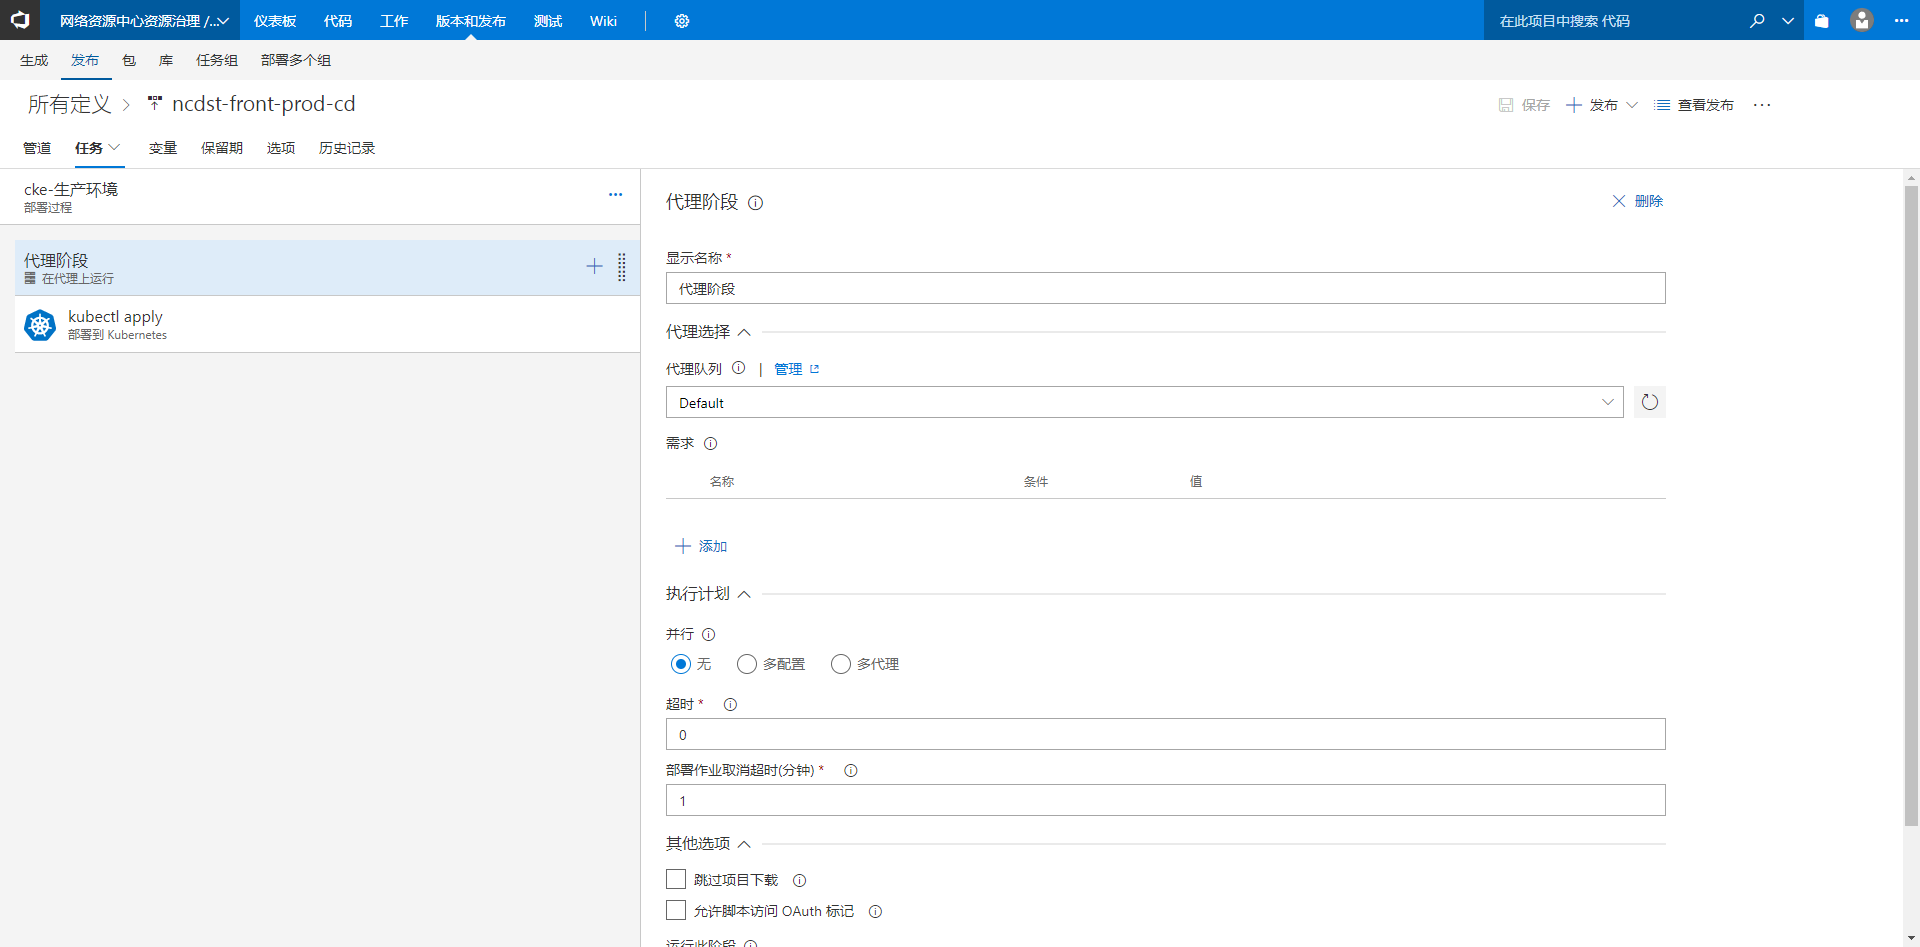 网络资源中心资源治理 /...
仪表板 代码 工作 版本和发布 测试 Wiki
在此项目中搜索 代码
生成 发布 包 库 任务组 部署多个组
所有定义 ncdst-front-prod-cd
保存 发布 查看发布
管道 任务 变量 保留期 选项 历史记录
cke-生产环境
部署过程
代理阶段
在代理上运行
kubectl apply
部署到 Kubernetes
代理阶段
删除
显示名称 *
代理阶段
代理选择
代理队列 | 管理
Default
需求
名称 条件 值
添加
执行计划
并行
无 多配置 多代理
超时 *
0
部署作业取消超时(分钟) *
1
其他选项
跳过项目下载
允许脚本访问 OAuth 标记
运行此阶段